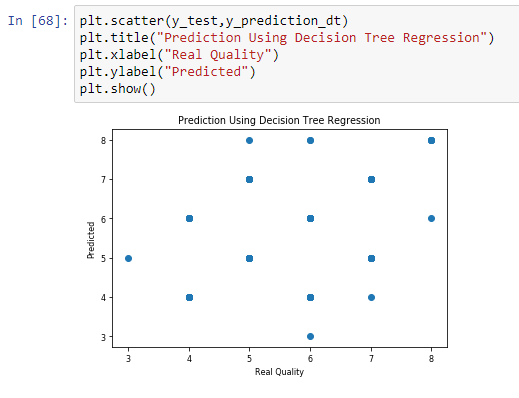 In [68]: plt.scatter(y_test,y_prediction_dt)
plt.title("Prediction Using Decision Tree Regression")
plt.xlabel("Real Quality")
plt.ylabel("Predicted")
plt.show()
Prediction Using Decision Tree Regression
8
7
6
5
4
3
Predicted
3 4 5 6 7 8
Real Quality